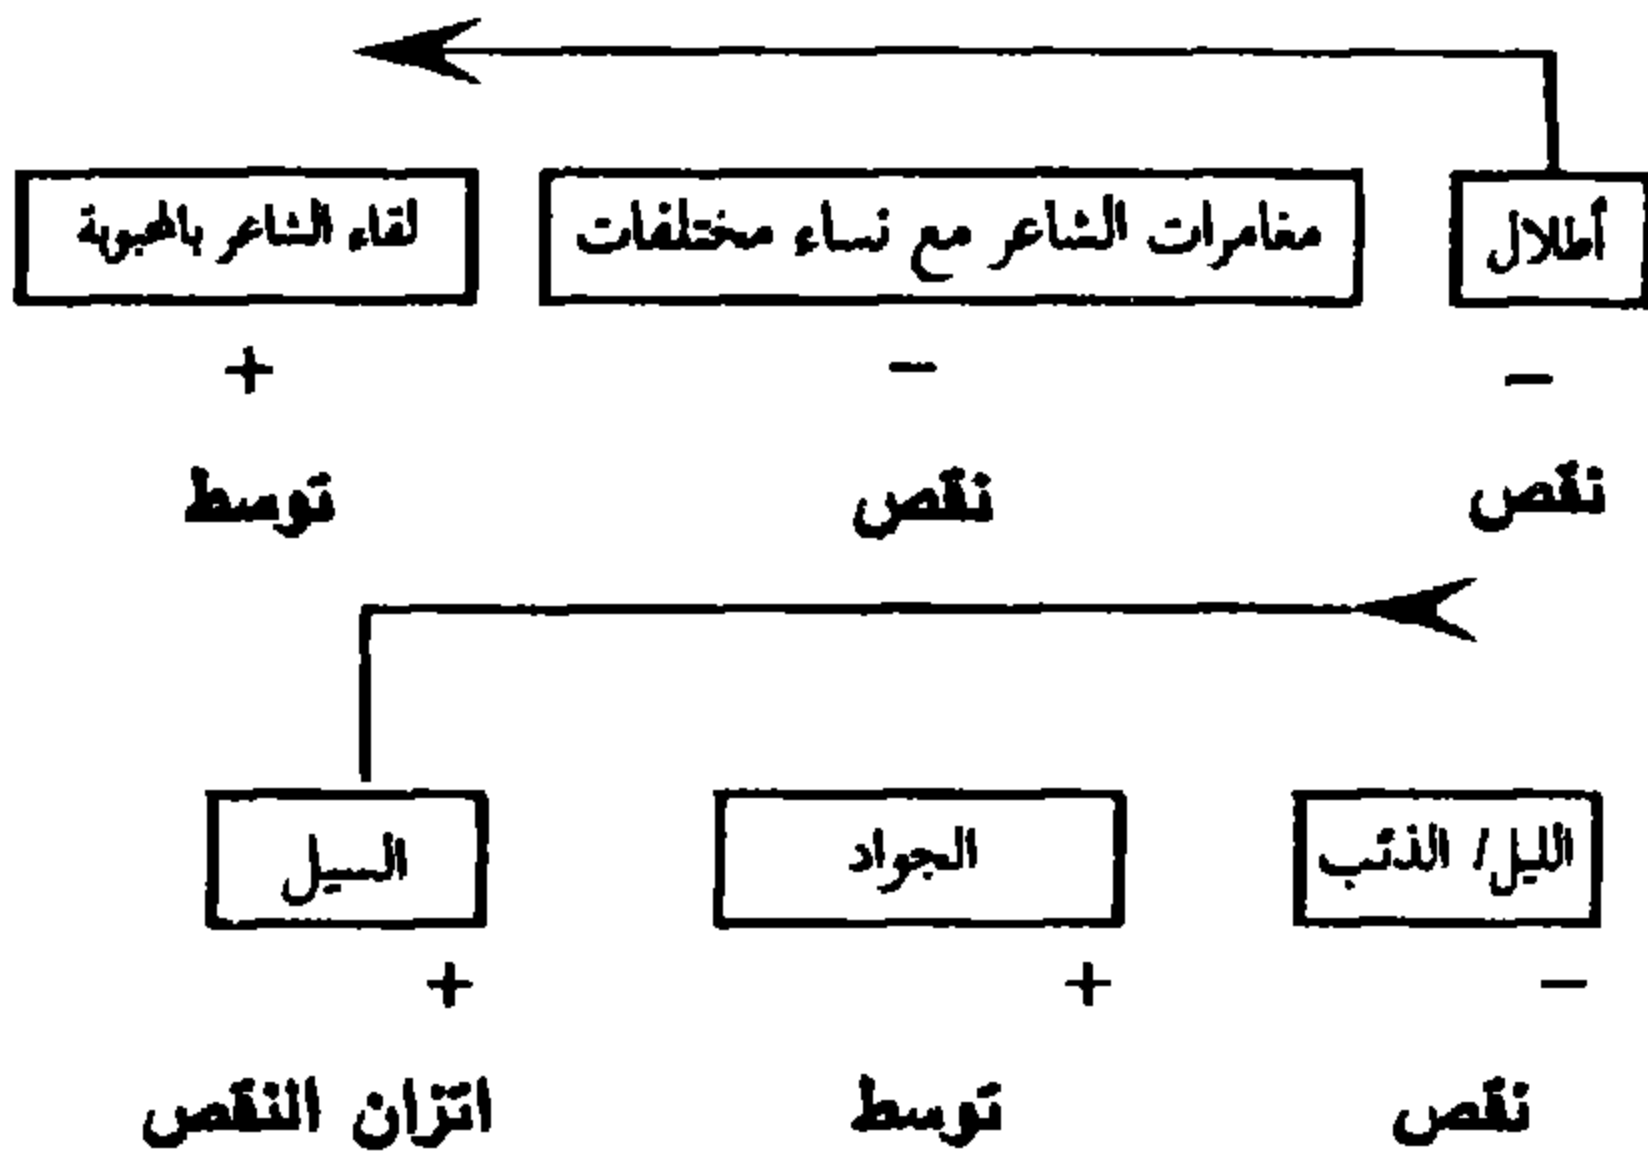 أطلال مغامرات الشاعر مع نساء مختلفات لقاء الشاعر بالمحبوبة
− − +
نقص نقص توسط
الليل/ الذئب الجواد السيل
− + +
نقص توسط اتزان النقص